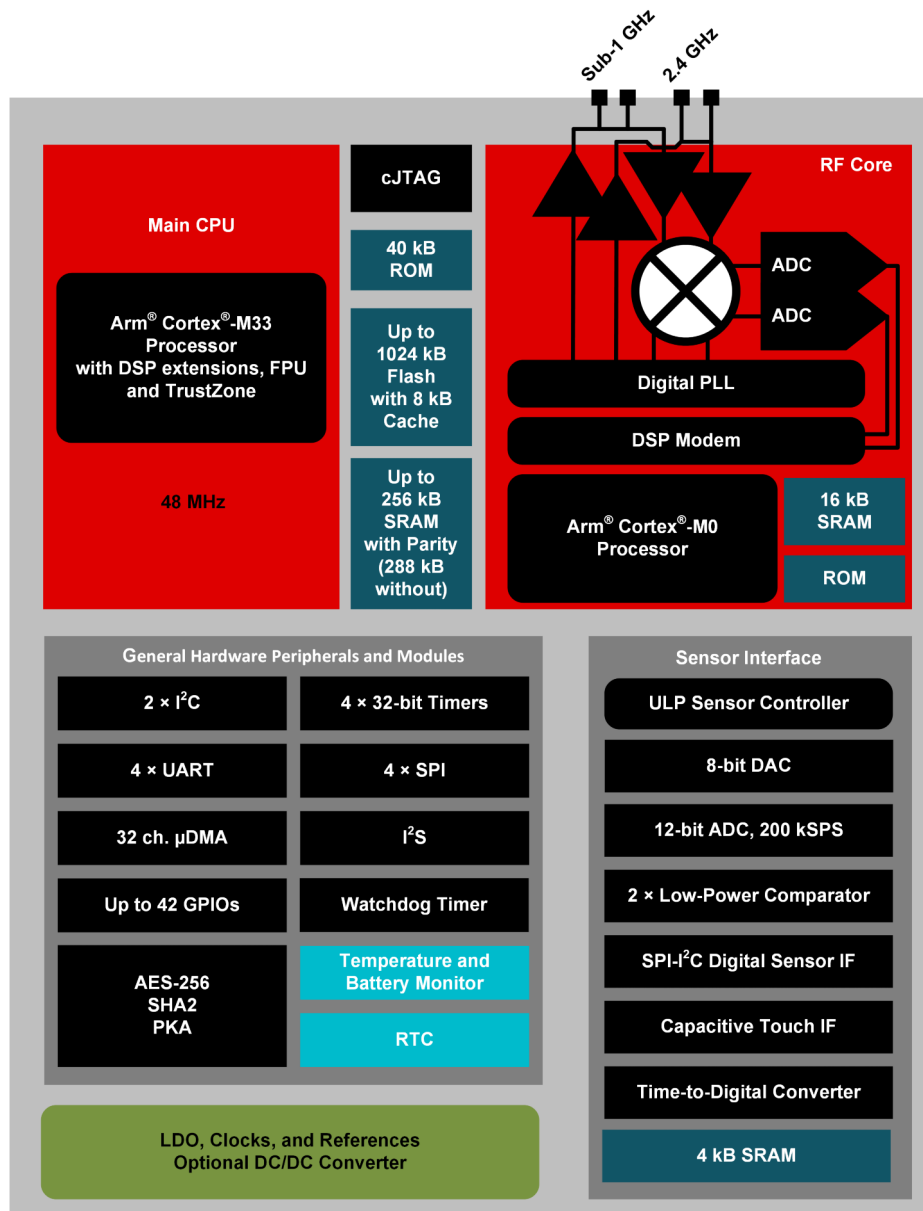 Sub-1 GHz
2.4 GHz
Main CPU
Arm® Cortex®-M33
Processor
with DSP extensions, FPU
and TrustZone
48 MHz
cJTAG
40 kB
ROM
Up to
1024 kB
Flash
with 8 kB
Cache
Up to
256 kB
SRAM
with Parity
(288 kB
without)
RF Core
ADC
ADC
Digital PLL
DSP Modem
Arm® Cortex®-M0
Processor
16 kB
SRAM
ROM
General Hardware Peripherals and Modules
2 × I²C
4 × 32-bit Timers
4 × UART
4 × SPI
32 ch. µDMA
I²S
Up to 42 GPIOs
Watchdog Timer
AES-256
SHA2
PKA
Temperature and
Battery Monitor
RTC
LDO, Clocks, and References
Optional DC/DC Converter
Sensor Interface
ULP Sensor Controller
8-bit DAC
12-bit ADC, 200 kSPS
2 × Low-Power Comparator
SPI-I²C Digital Sensor IF
Capacitive Touch IF
Time-to-Digital Converter
4 kB SRAM